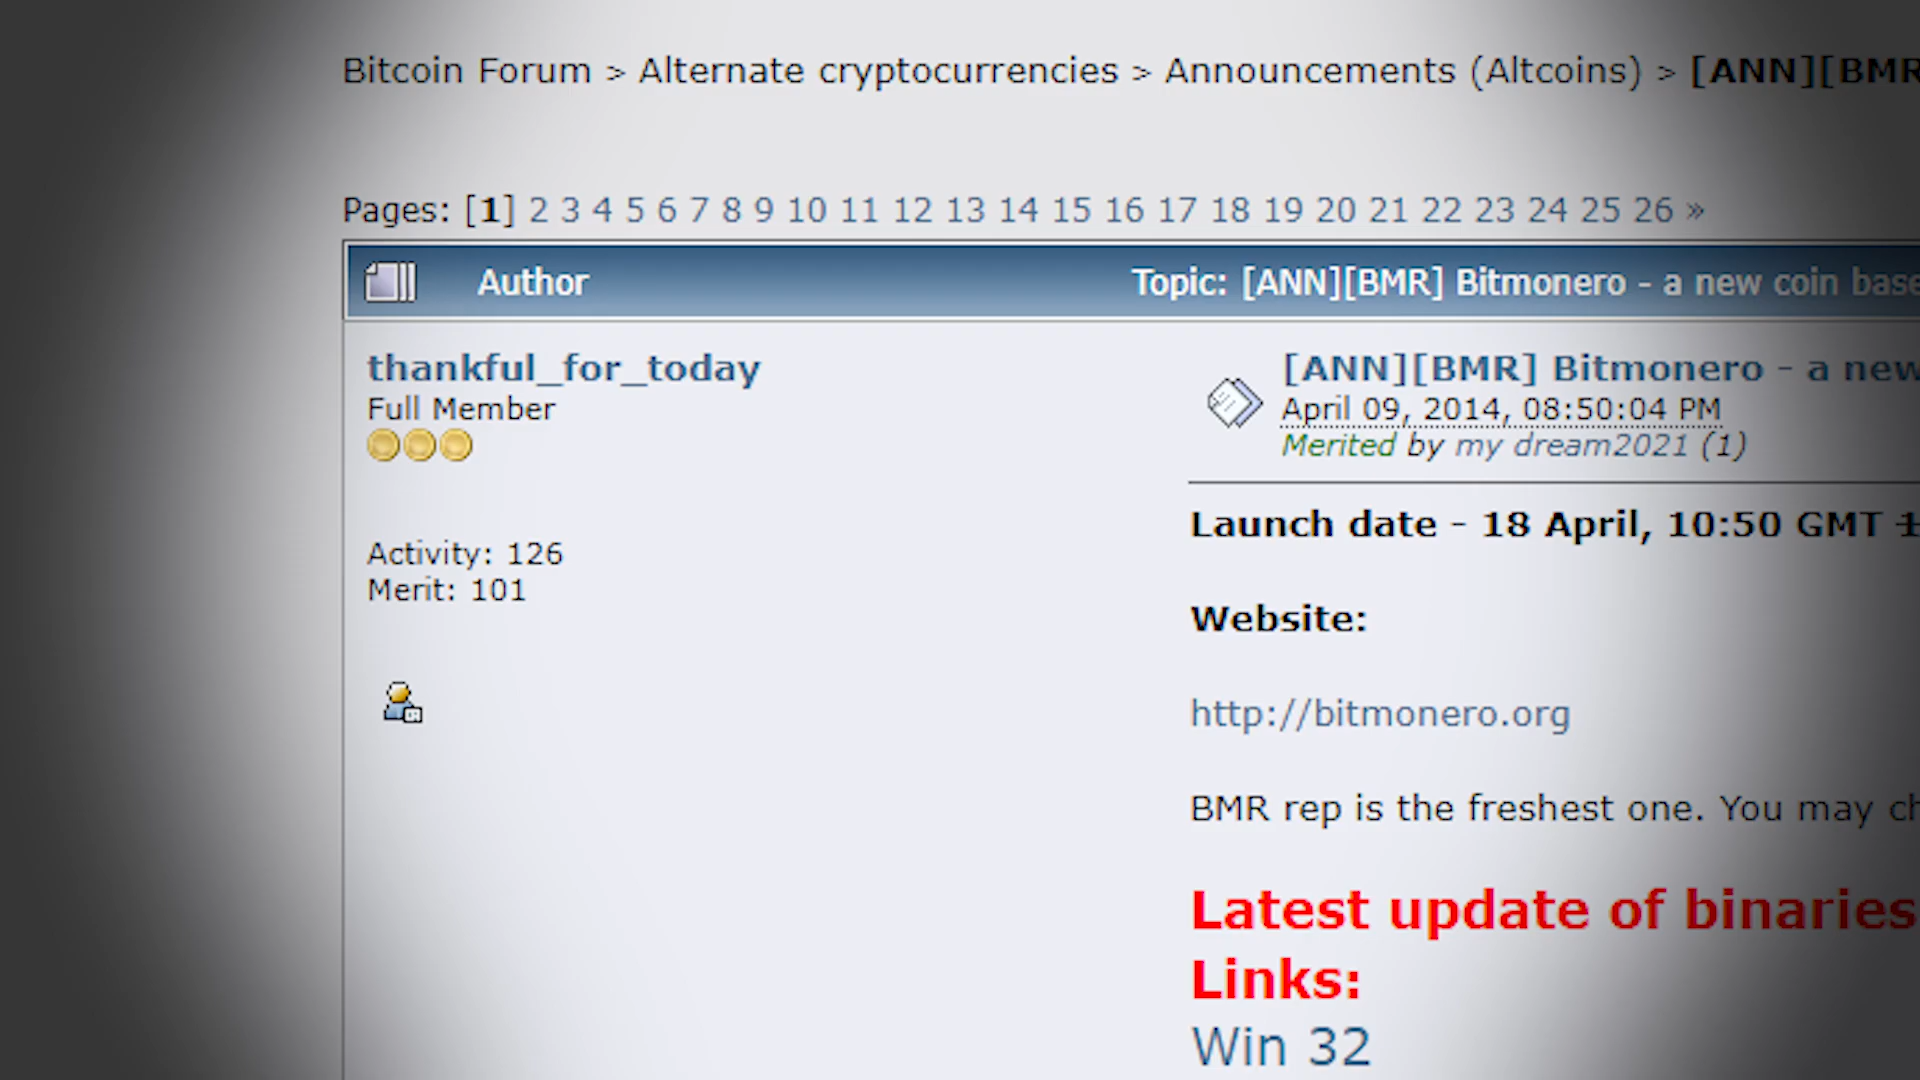 Bitcoin Forum > Alternate cryptocurrencies > Announcements (Altcoins) > [ANN][BMR
Pages: [1] 2 3 4 5 6 7 8 9 10 11 12 13 14 15 16 17 18 19 20 21 22 23 24 25 26 »
Author Topic: [ANN][BMR] Bitmonero - a new coin base
thankful_for_today
Full Member
Activity: 126
Merit: 101
[ANN][BMR] Bitmonero - a new
April 09, 2014, 08:50:04 PM
Merited by my dream2021 (1)
Launch date - 18 April, 10:50 GMT
Website:
http://bitmonero.org
BMR rep is the freshest one. You may ch
Latest update of binaries
Links:
Win 32